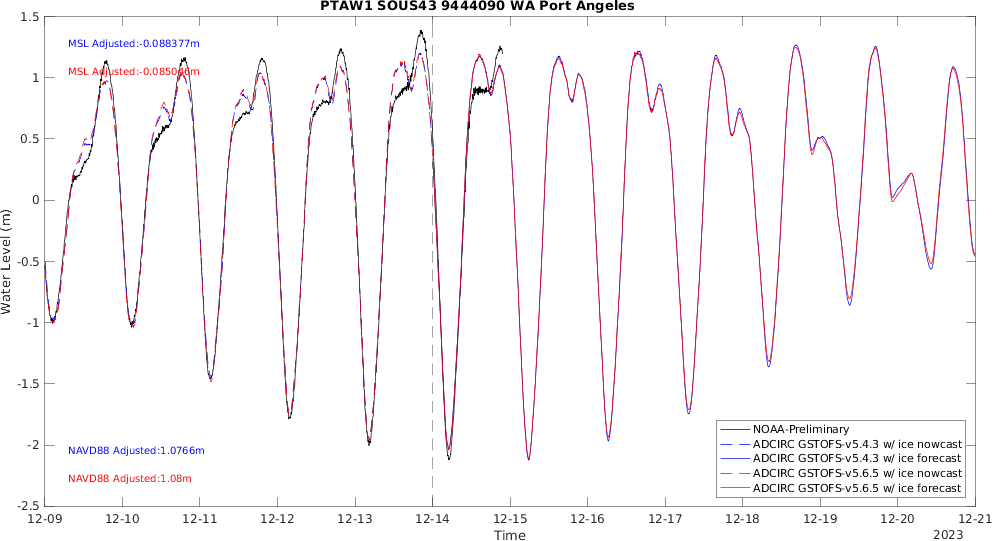 PTAW1 SOUS43 9444090 WA Port Angeles
MSL Adjusted:-0.088377m
MSL Adjusted:-0.085046m
NAVD88 Adjusted:1.0766m
NAVD88 Adjusted:1.08m
Water Level (m)
1.5
1
0.5
0
-0.5
-1
-1.5
-2
-2.5
NOAA-Preliminary
ADCIRC GSTOFS-v5.4.3 w/ ice nowcast
ADCIRC GSTOFS-v5.4.3 w/ ice forecast
ADCIRC GSTOFS-v5.6.5 w/ ice nowcast
ADCIRC GSTOFS-v5.6.5 w/ ice forecast
12-09 12-10 12-11 12-12 12-13 12-14 12-15 12-16 12-17 12-18 12-19 12-20 12-21
Time
2023